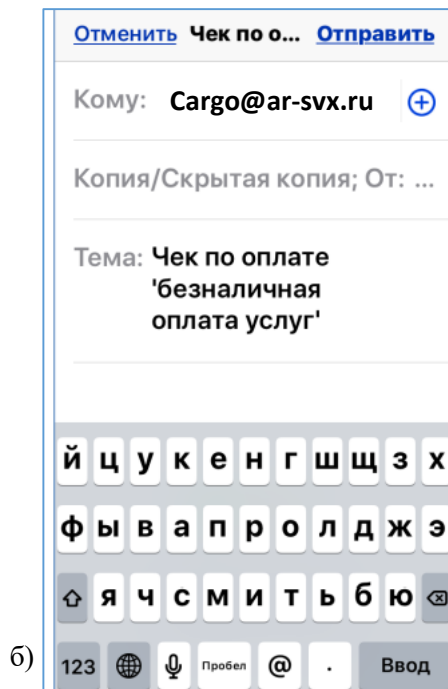 Отменить Чек по о... Отправить
Кому: Cargo@ar-svx.ru
Копия/Скрытая копия; От: ...
Тема: Чек по оплате
'безналичная
оплата услуг'
й ц у к е н г ш щ з х
ф ы в а п р о л д ж э
я ч с м и т ь б ю
б) 123 Пробел @ . Ввод